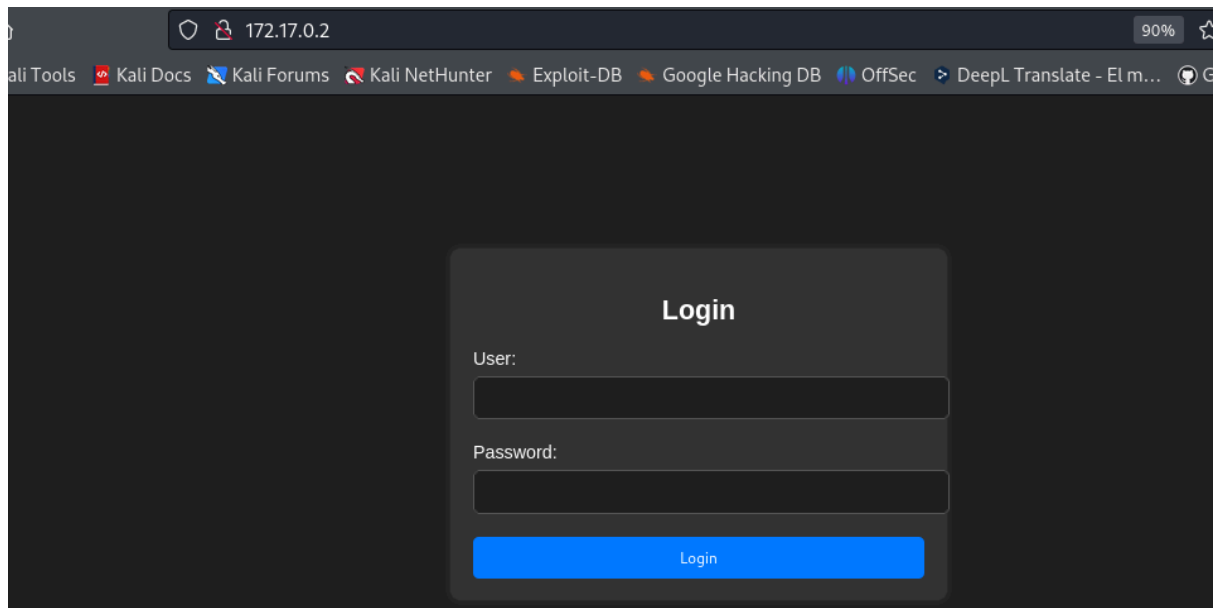 172.17.0.2 90%
ali Tools Kali Docs Kali Forums Kali NetHunter Exploit-DB Google Hacking DB OffSec DeepL Translate - El m... G
Login
User:
Password:
Login